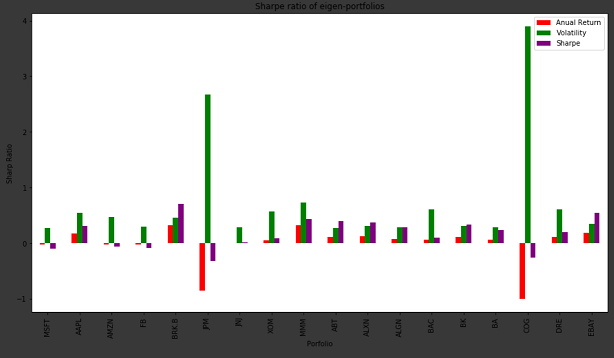 Sharpe ratio of eigen-portfolios
Anual Return
Volatility
Sharpe
Sharp Ratio
4
3
2
1
0
−1
MSFT
AAPL
AMZN
FB
BRK.B
JPM
JNJ
XOM
MMM
ABT
ALXN
ALGN
BAC
BK
BA
COG
DRE
EBAY
Porfolio